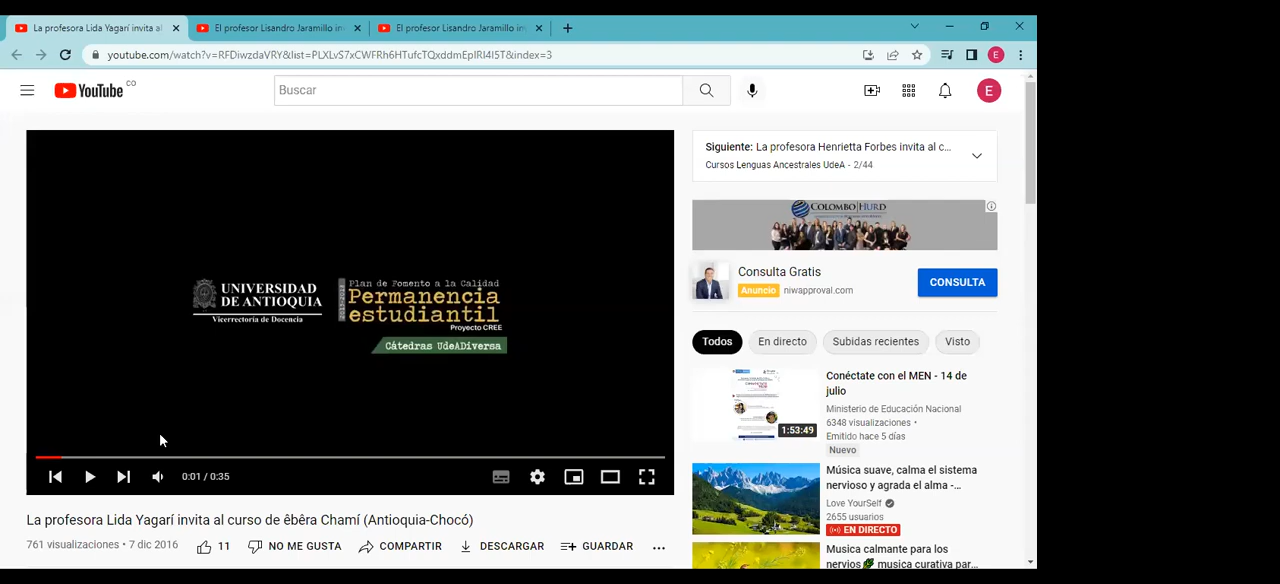 La profesora Lida Yagarí invita al
El profesor Lisandro Jaramillo in
El profesor Lisandro Jaramillo in
youtube.com/watch?v=RFDiwzdaVRY&list=PLXLvS7xCWFRh6HTufcTQxddmEpIRI4I5T&index=3
E
YouTube CO
Buscar
E
UNIVERSIDAD
DE ANTIOQUIA
Vicerrectoría de Docencia
Plan de Fomento a la Calidad
Permanencia
estudiantil
Proyecto CREE
Cátedras UdeADiversa
0:01 / 0:35
La profesora Lida Yagarí invita al curso de êbêra Chamí (Antioquia-Chocó)
761 visualizaciones • 7 dic 2016
11
NO ME GUSTA
COMPARTIR
DESCARGAR
GUARDAR
Siguiente: La profesora Henrietta Forbes invita al c...
Cursos Lenguas Ancestrales UdeA - 2/44
COLOMBO HURD
Consulta Gratis
Anuncio niwapproval.com
CONSULTA
Todos
En directo
Subidas recientes
Visto
1:53:49
Conéctate con el MEN - 14 de
julio
Ministerio de Educación Nacional
6348 visualizaciones •
Emitido hace 5 días
Nuevo
Música suave, calma el sistema
nervioso y agrada el alma -...
Love YourSelf
2655 usuarios
EN DIRECTO
Musica calmante para los
nervios🌿 musica curativa par...